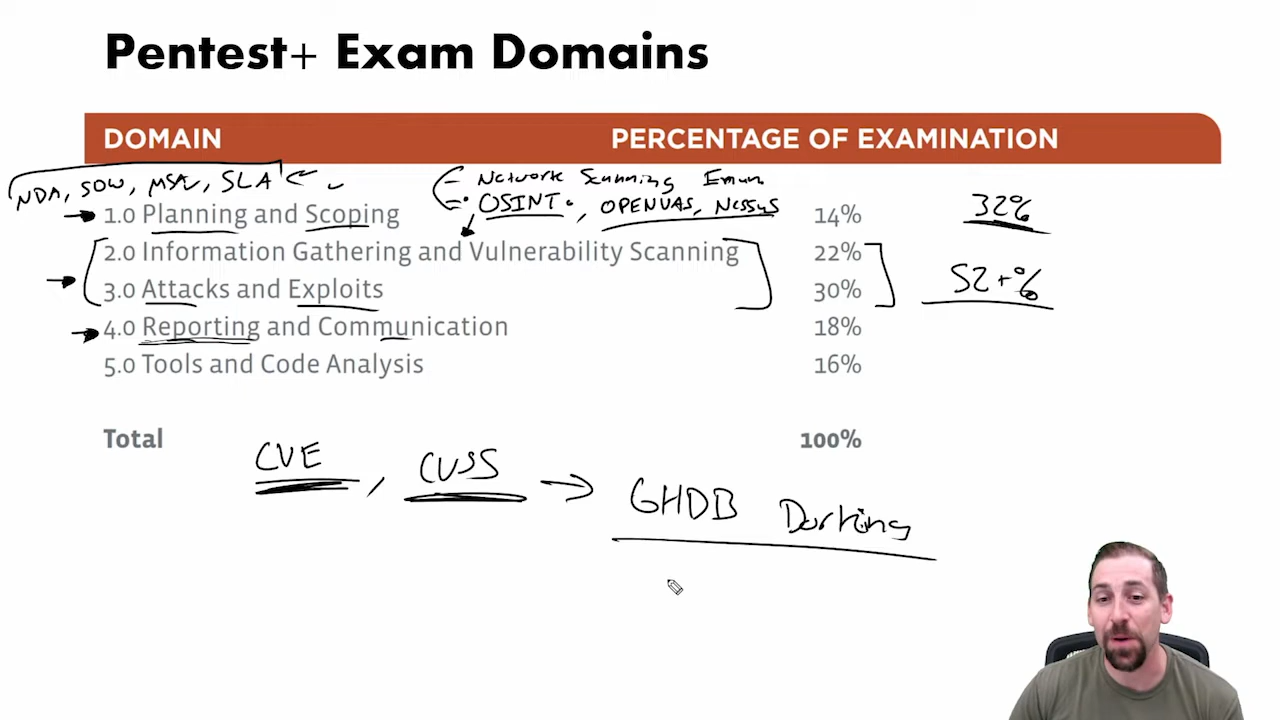 Pentest+ Exam Domains
DOMAIN PERCENTAGE OF EXAMINATION
NDA, SOW, MSA, SLA
Network Scanning Enum
OSINT, OPENVAS, Nessus
1.0 Planning and Scoping 14% 32%
2.0 Information Gathering and Vulnerability Scanning 22%
3.0 Attacks and Exploits 30% 52+%
4.0 Reporting and Communication 18%
5.0 Tools and Code Analysis 16%
Total 100%
CVE, CVSS → GHDB Dorking